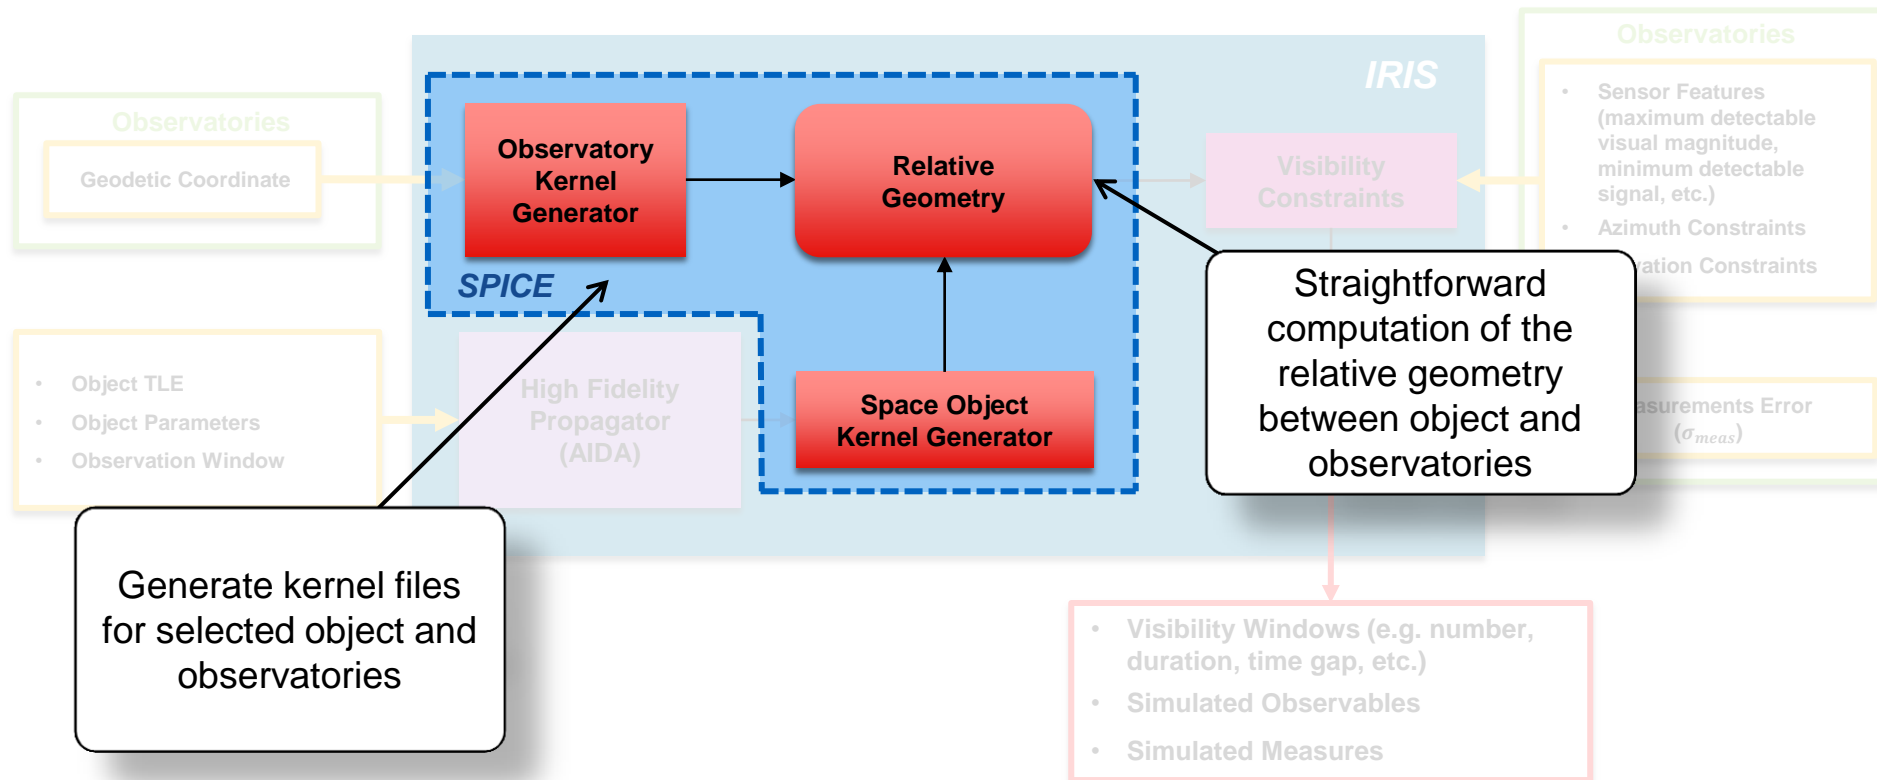 Observatories
Geodetic Coordinate
• Object TLE
• Object Parameters
• Observation Window
IRIS
SPICE
Observatory
Kernel
Generator
Relative
Geometry
Visibility
Constraints
High Fidelity
Propagator
(AIDA)
Space Object
Kernel Generator
Observatories
• Sensor Features
(maximum detectable
visual magnitude,
minimum detectable
signal, etc.)
• Azimuth Constraints
Constraints
Error
(σmeas)
Straightforward
computation of the
relative geometry
between object and
observatories
Generate kernel files
for selected object and
observatories
• Visibility Windows (e.g. number,
duration, time gap, etc.)
• Simulated Observables
• Simulated Measures